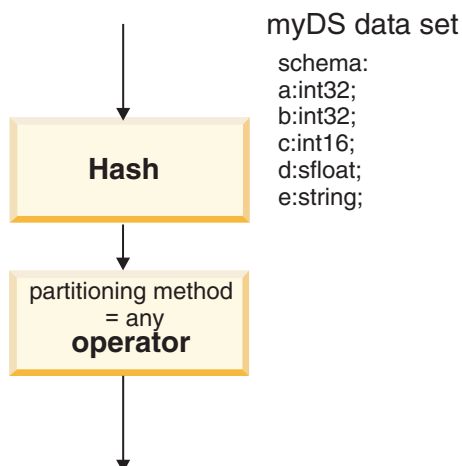 myDS data set
schema:
a:int32;
b:int32;
c:int16;
d:sfloat;
e:string;
Hash
partitioning method
= any
operator